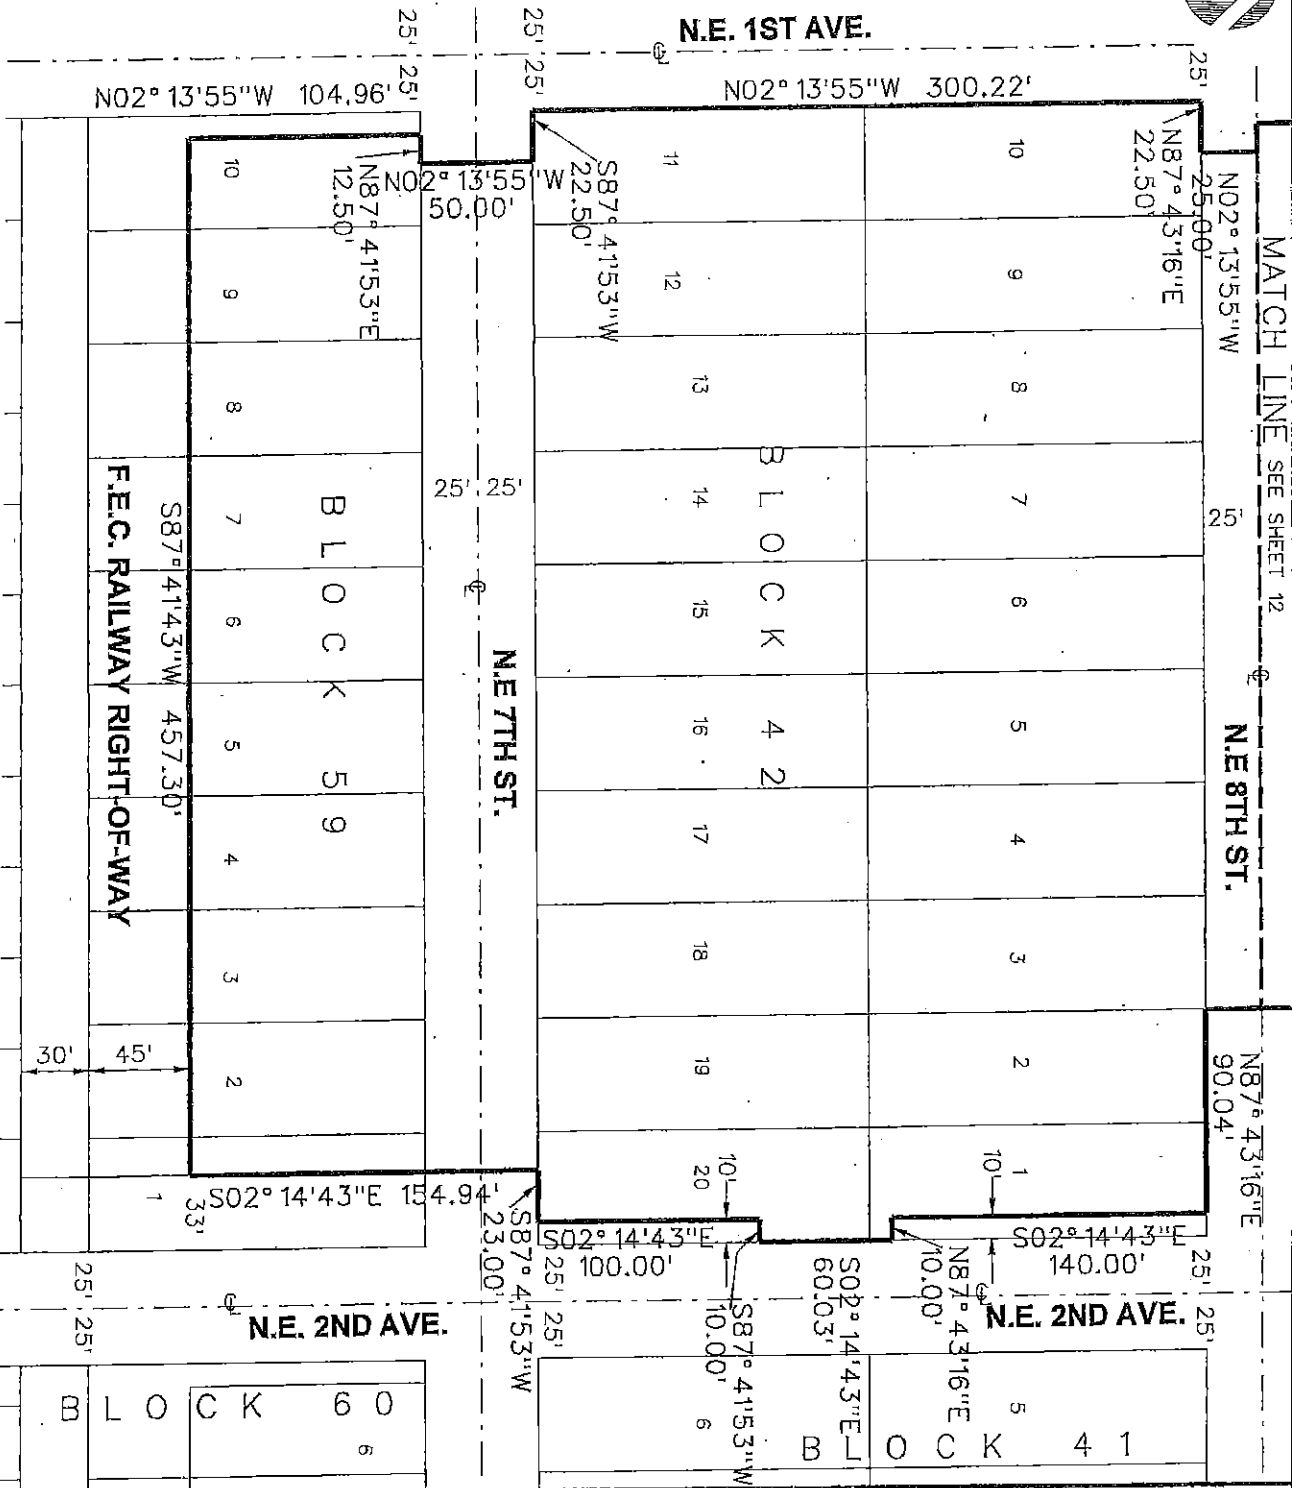 N.E. 1ST AVE.
25'
25'
25'
25'
25'
℄
N02°13'55"W 104.96'
N02°13'55"W 300.22'
N87°41'53"E
12.50'
N02°13'55"W
50.00'
S87°41'53"W
22.50'
N87°43'16"E
22.50'
N02°13'55"W
25.00'
MATCH LINE SEE SHEET 12
10
9
8
7
6
5
4
3
2
1
BLOCK 59
S87°41'43"W 457.30'
F.E.C. RAILWAY RIGHT-OF-WAY
30'
45'
33'
25'
25'
℄
N.E 7TH ST.
11
12
13
14
15
16
17
18
19
20
BLOCK 42
10
9
8
7
6
5
4
3
2
1
25'
℄
N.E 8TH ST.
N87°43'16"E
90.04'
10'
10'
S02°14'43"E 154.94'
S87°41'53"W
23.00'
S02°14'43"E
100.00'
S87°41'53"W
10.00'
S02°14'43"E
60.03'
N87°43'16"E
10.00'
S02°14'43"E
140.00'
25'
25'
25'
25'
25'
25'
℄
℄
N.E. 2ND AVE.
N.E. 2ND AVE.
BLOCK 60
6
6
5
BLOCK 41